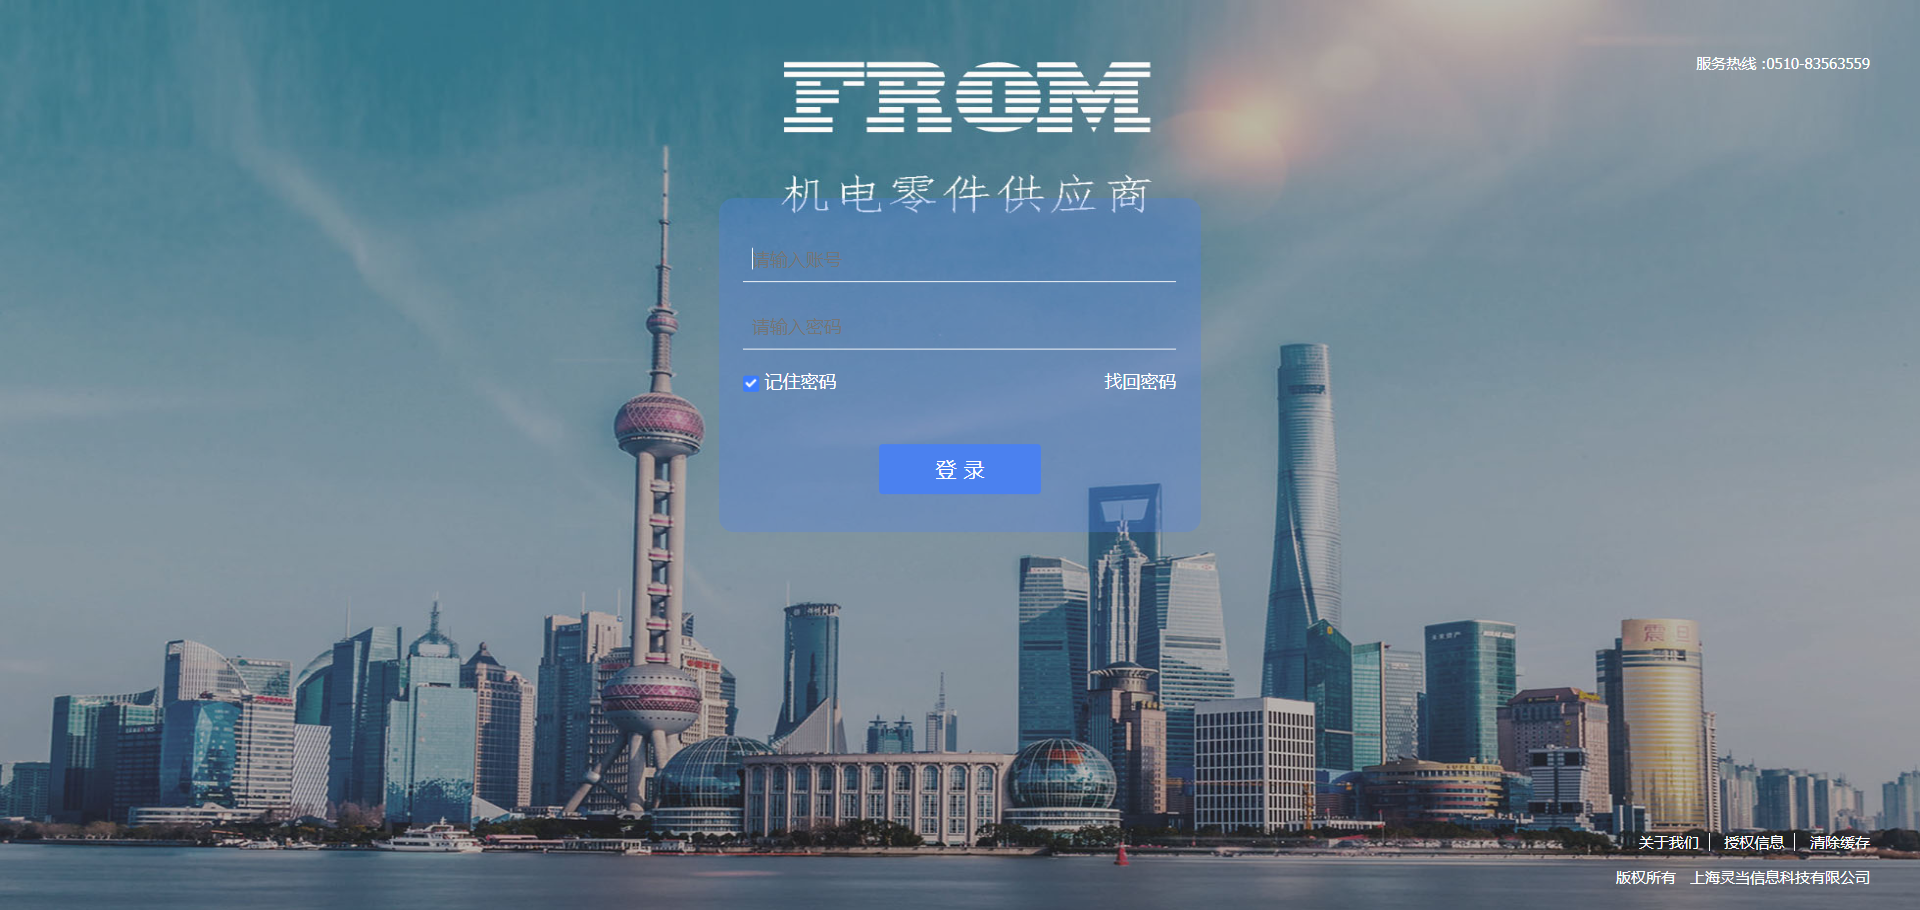 服务热线 :0510-83563559
FROM
机电零件供应商
请输入账号
请输入密码
记住密码 找回密码
登 录
震旦
关于我们 | 授权信息 | 清除缓存
版权所有 上海灵当信息科技有限公司